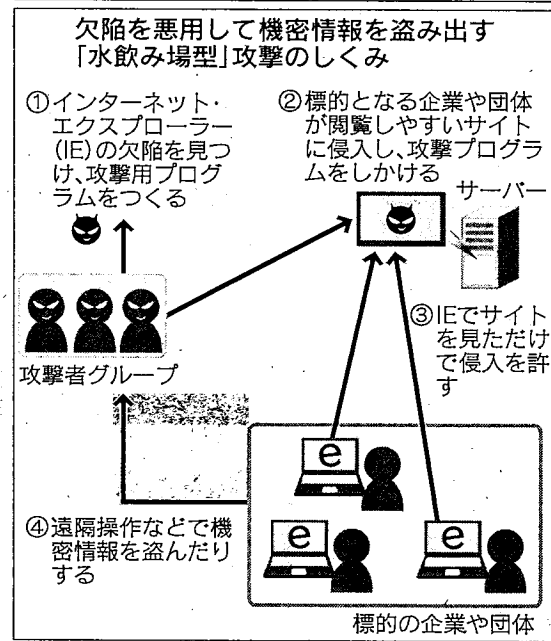 欠陥を悪用して機密情報を盗み出す
「水飲み場型」攻撃のしくみ
①インターネット・
エクスプローラー
(IE)の欠陥を見つ
け、攻撃用プログ
ラムをつくる
②標的となる企業や団体
が閲覧しやすいサイト
に侵入し、攻撃プログラ
ムをしかける
サーバー
攻撃者グループ
③IEでサイト
を見ただけ
で侵入を許
す
④遠隔操作などで機
密情報を盗んだり
する
e
e
e
標的の企業や団体